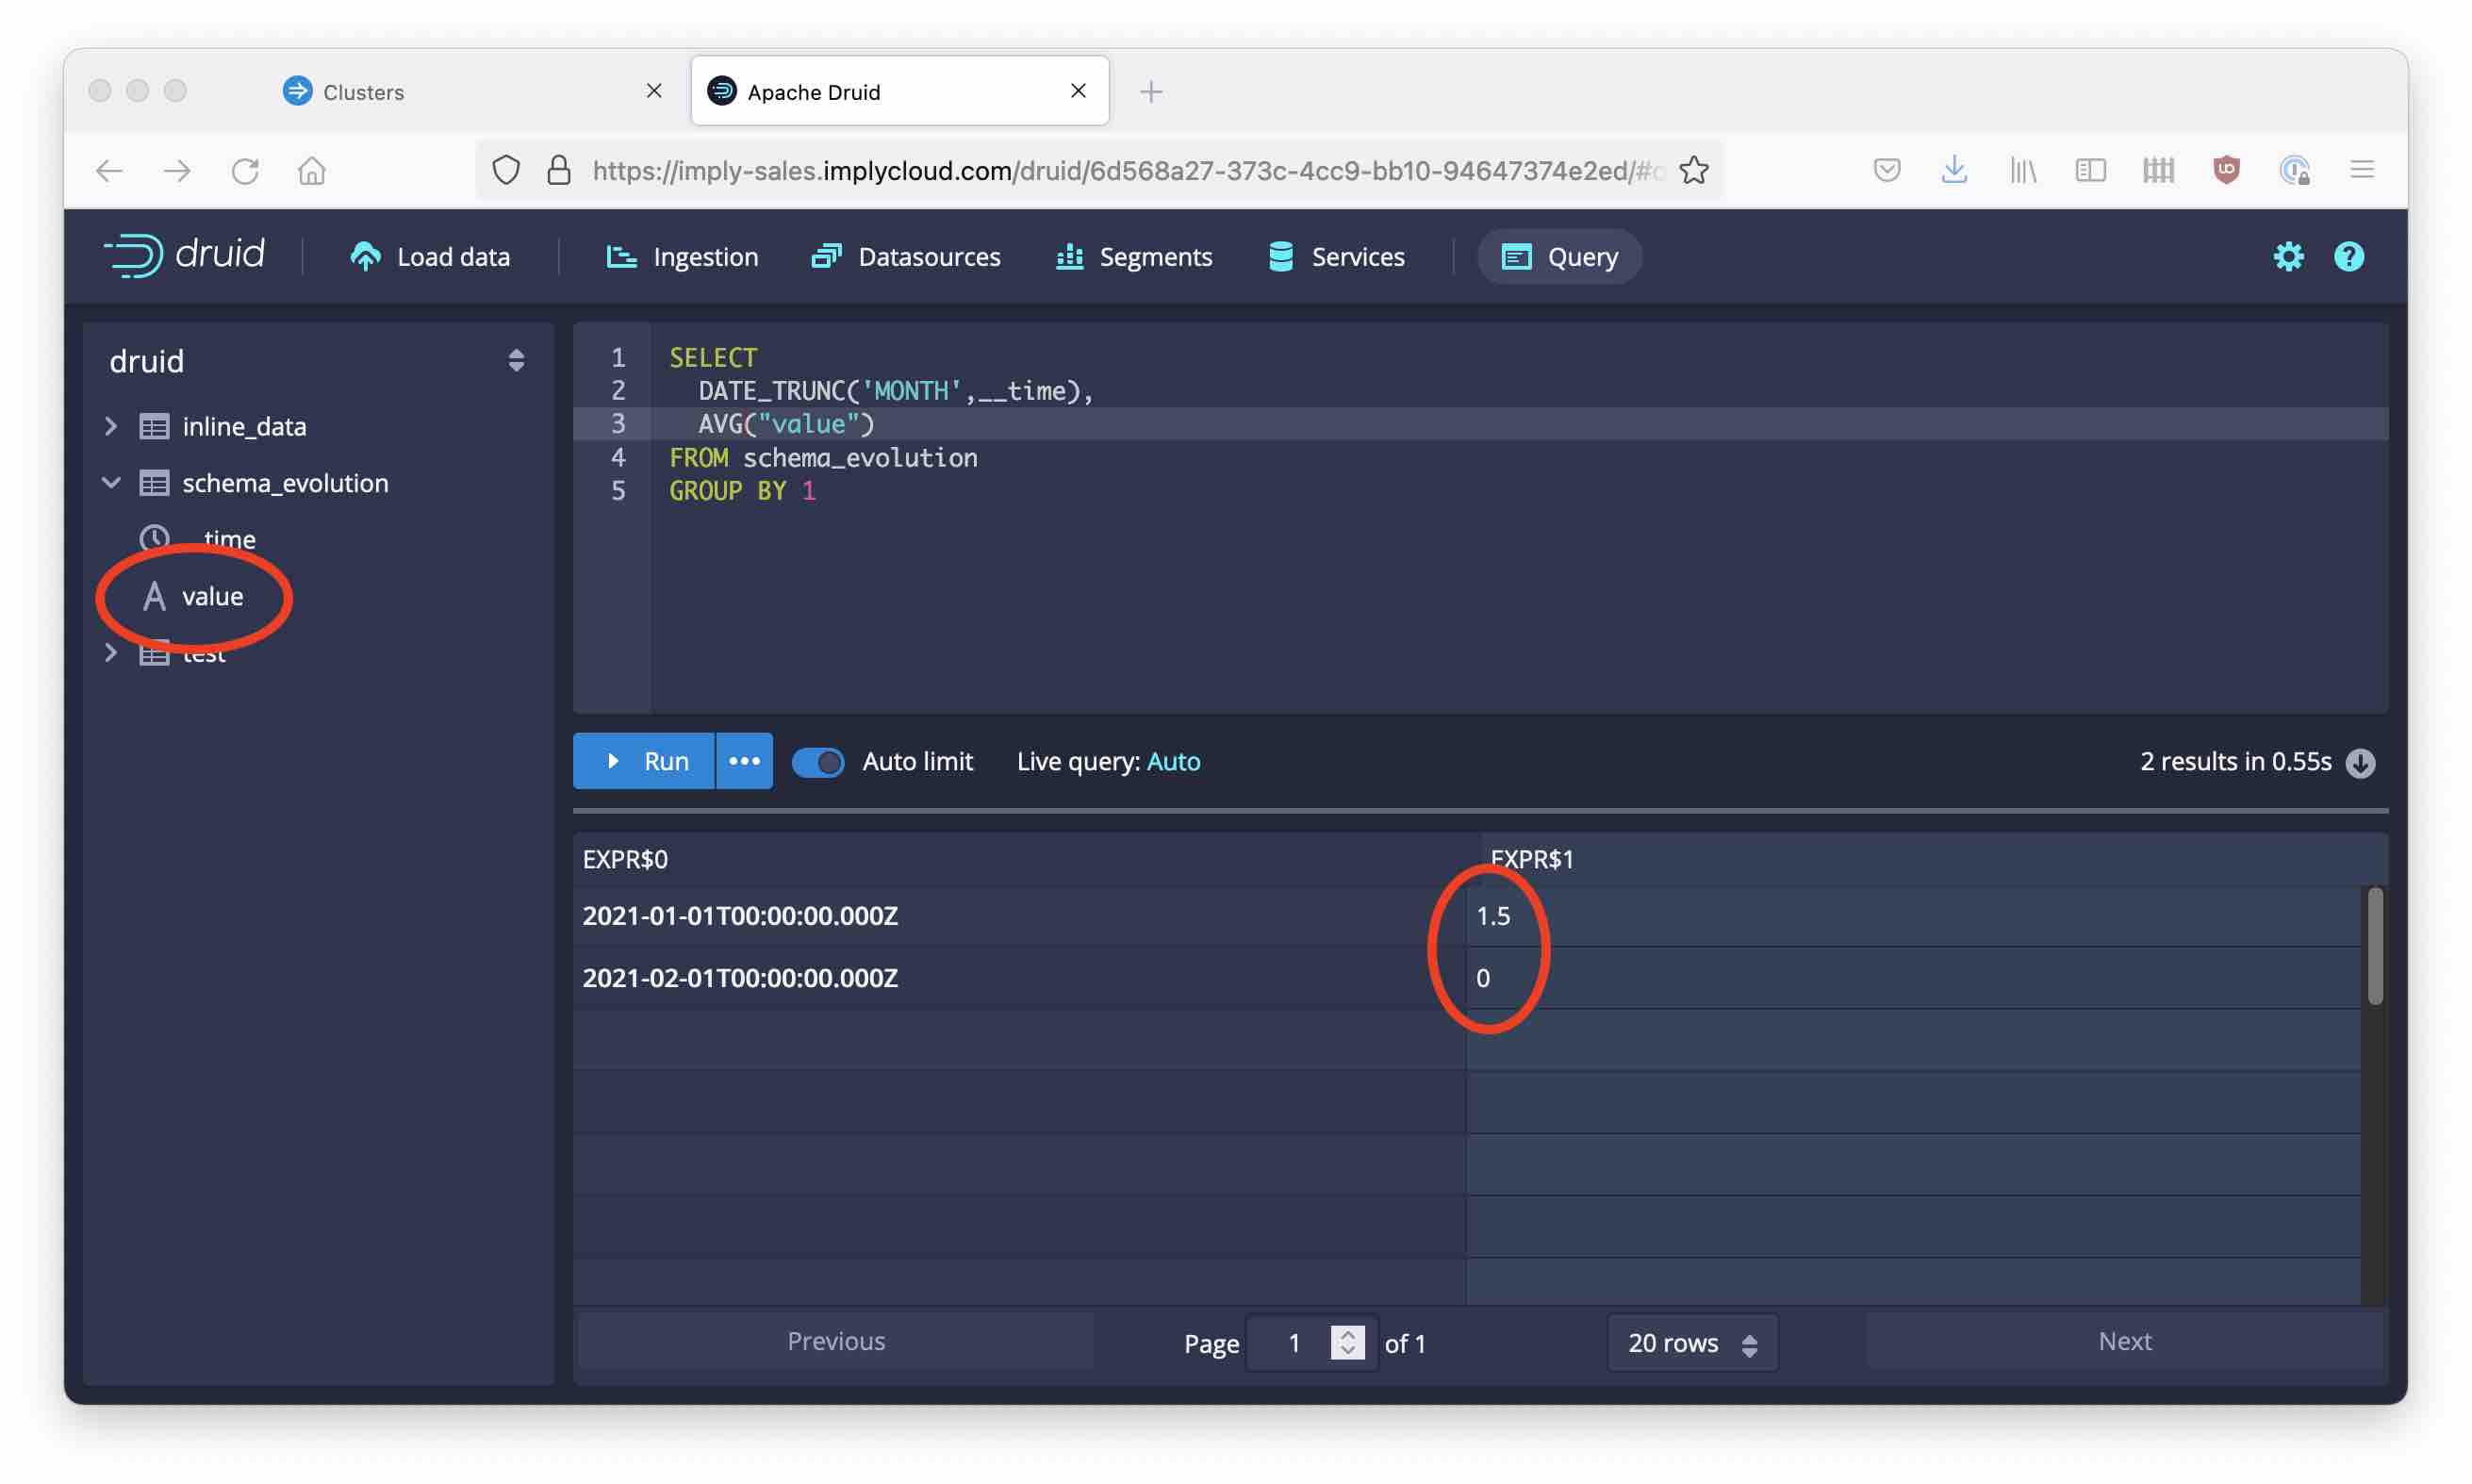 Clusters
Apache Druid
https://imply-sales.implycloud.com/druid/6d568a27-373c-4cc9-bb10-94647374e2ed/#
druid
Load data
Ingestion
Datasources
Segments
Services
Query
druid
inline_data
schema_evolution
__time
value
test
1 SELECT
2 DATE_TRUNC('MONTH',__time),
3 AVG("value")
4 FROM schema_evolution
5 GROUP BY 1
Run
Auto limit
Live query: Auto
2 results in 0.55s
EXPR$0 EXPR$1
2021-01-01T00:00:00.000Z 1.5
2021-02-01T00:00:00.000Z 0
Previous
Page 1 of 1
20 rows
Next